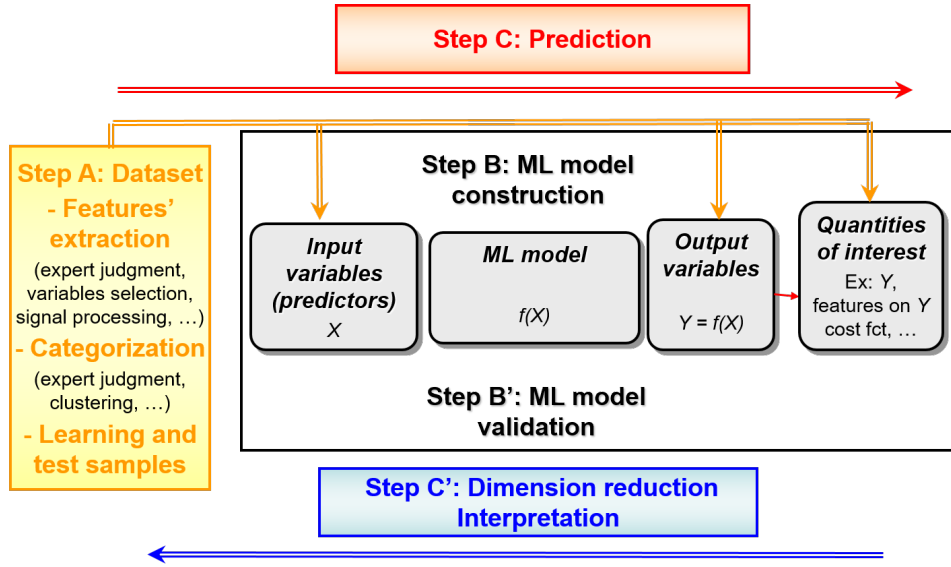 Step C: Prediction
Step A: Dataset
- Features’
extraction
(expert judgment,
variables selection,
signal processing, …)
- Categorization
(expert judgment,
clustering, …)
- Learning and
test samples
Step B: ML model
construction
Input
variables
(predictors)
X
ML model
f(X)
Output
variables
Y = f(X)
Quantities
of interest
Ex: Y,
features on Y
cost fct, …
Step B’: ML model
validation
Step C’: Dimension reduction
Interpretation